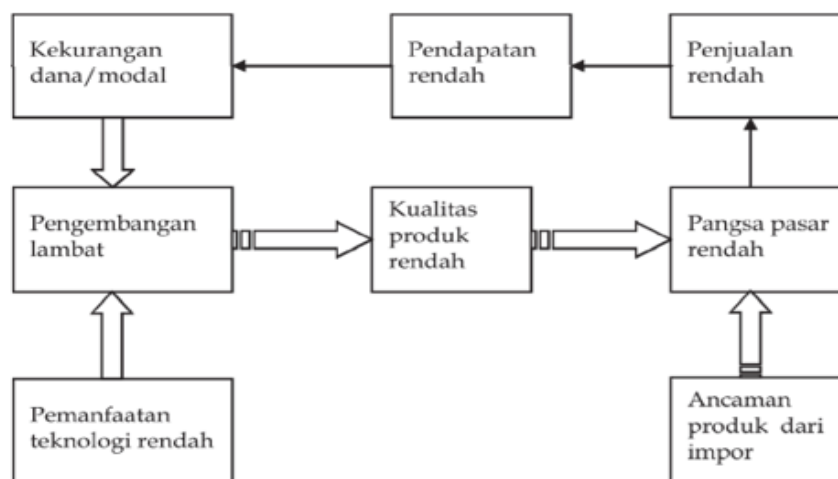 Kekurangan
dana/modal
Pendapatan
rendah
Penjualan
rendah
Pengembangan
lambat
Kualitas
produk
rendah
Pangsa pasar
rendah
Pemanfaatan
teknologi rendah
Ancaman
produk dari
impor